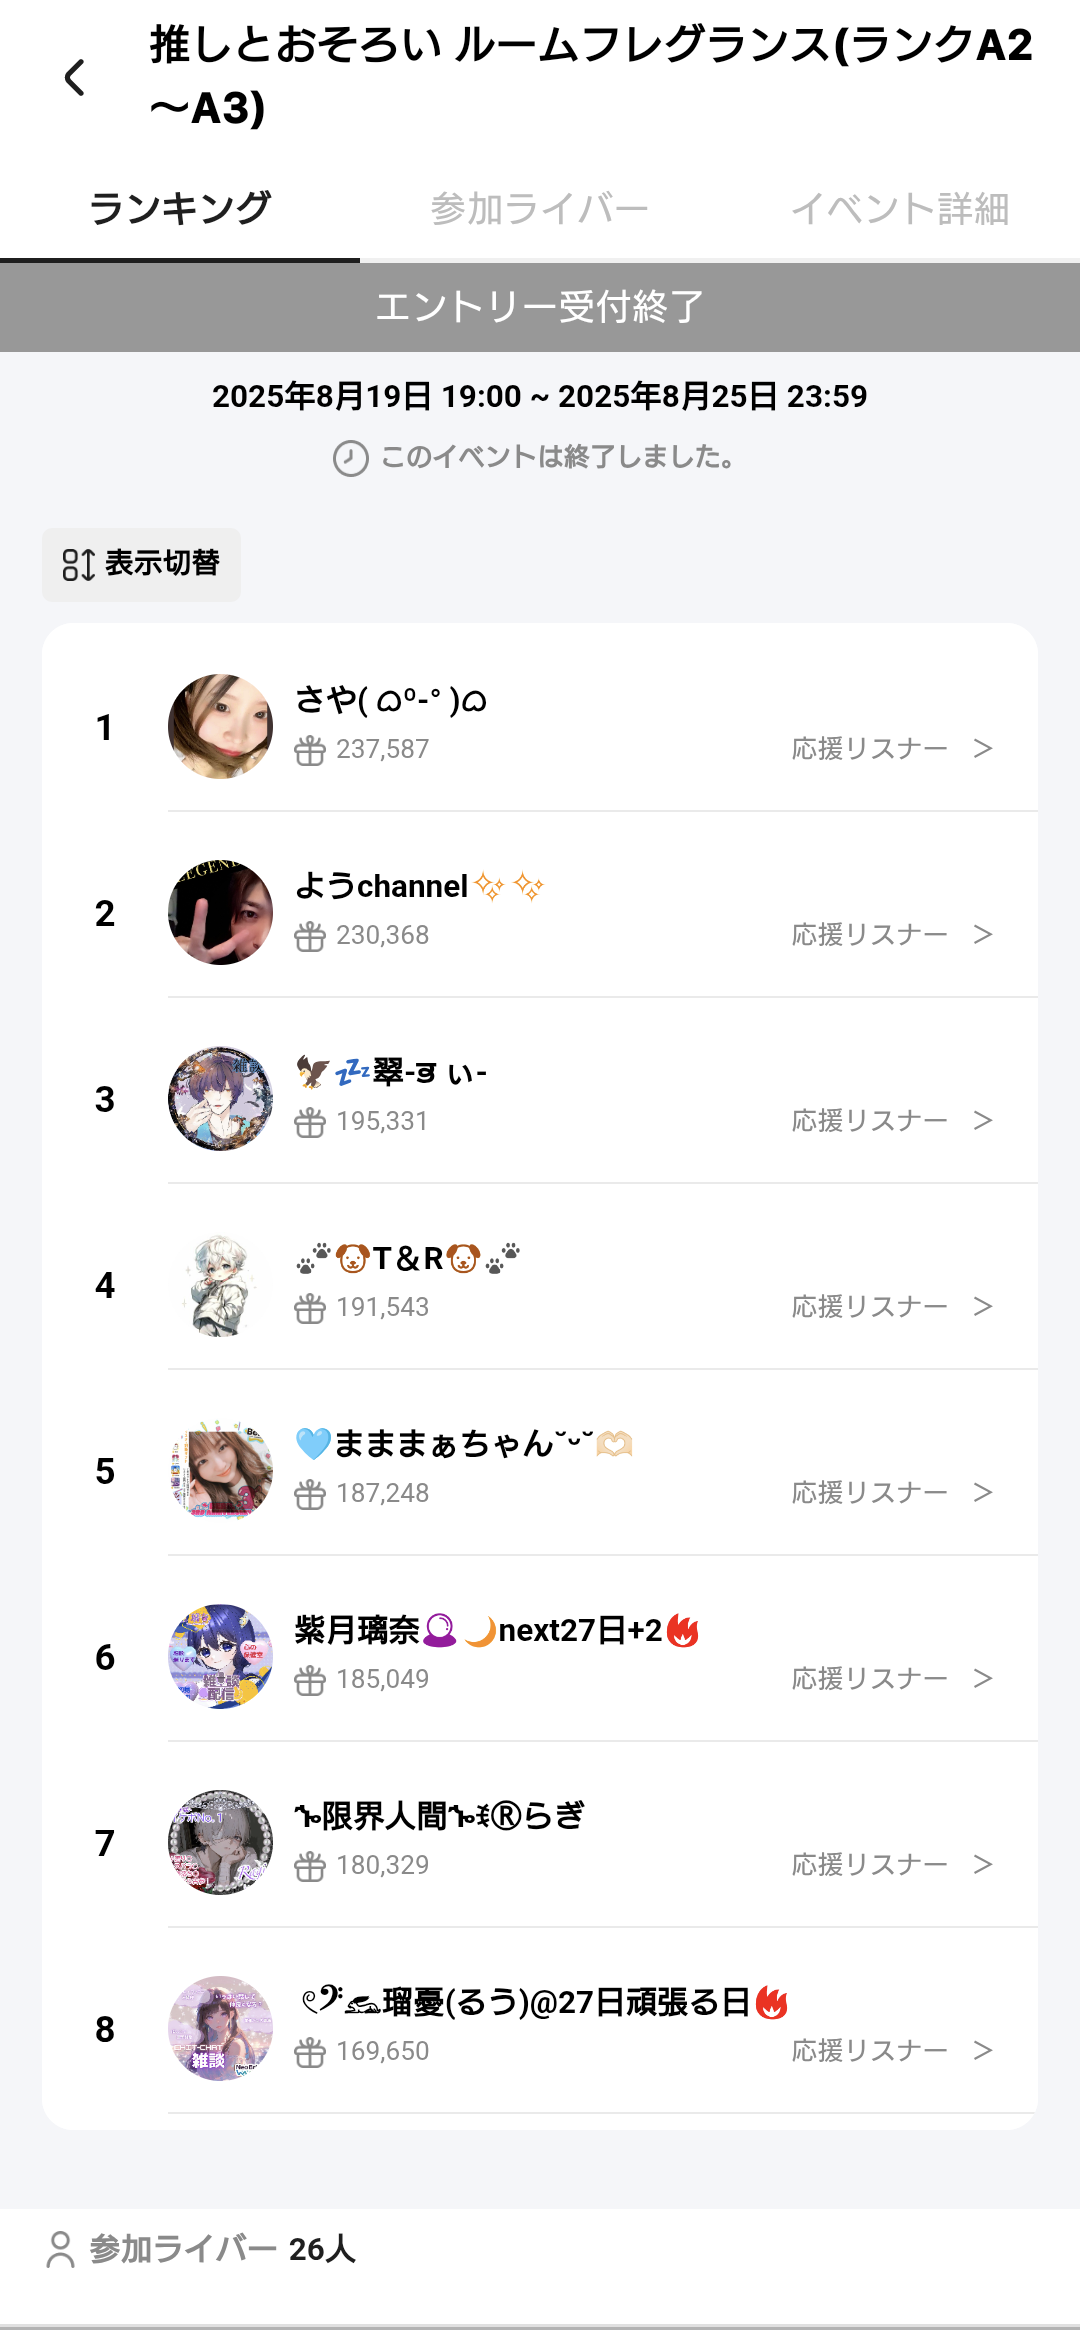 推しとおそろい ルームフレグランス(ランクA2
～A3)
ランキング 参加ライバー イベント詳細
エントリー受付終了
2025年8月19日 19:00 ~ 2025年8月25日 23:59
このイベントは終了しました。
表示切替
1
さや( ᜊº-° )ᜊ
237,587 応援リスナー >
2
ようchannel✨✨
230,368 応援リスナー >
3
🦅💤翠-す ぃ-
195,331 応援リスナー >
4
🐾🐶T＆R🐶🐾
191,543 応援リスナー >
5
🩵まままぁちゃん˘ᵕ˘🫶🏻
187,248 応援リスナー >
6
紫月璃奈🔮🌙next27日+2🔥
185,049 応援リスナー >
7
限界人間Ⓡらぎ
180,329 応援リスナー >
8
瑠憂(るう)@27日頑張る日🔥
169,650 応援リスナー >
参加ライバー 26人